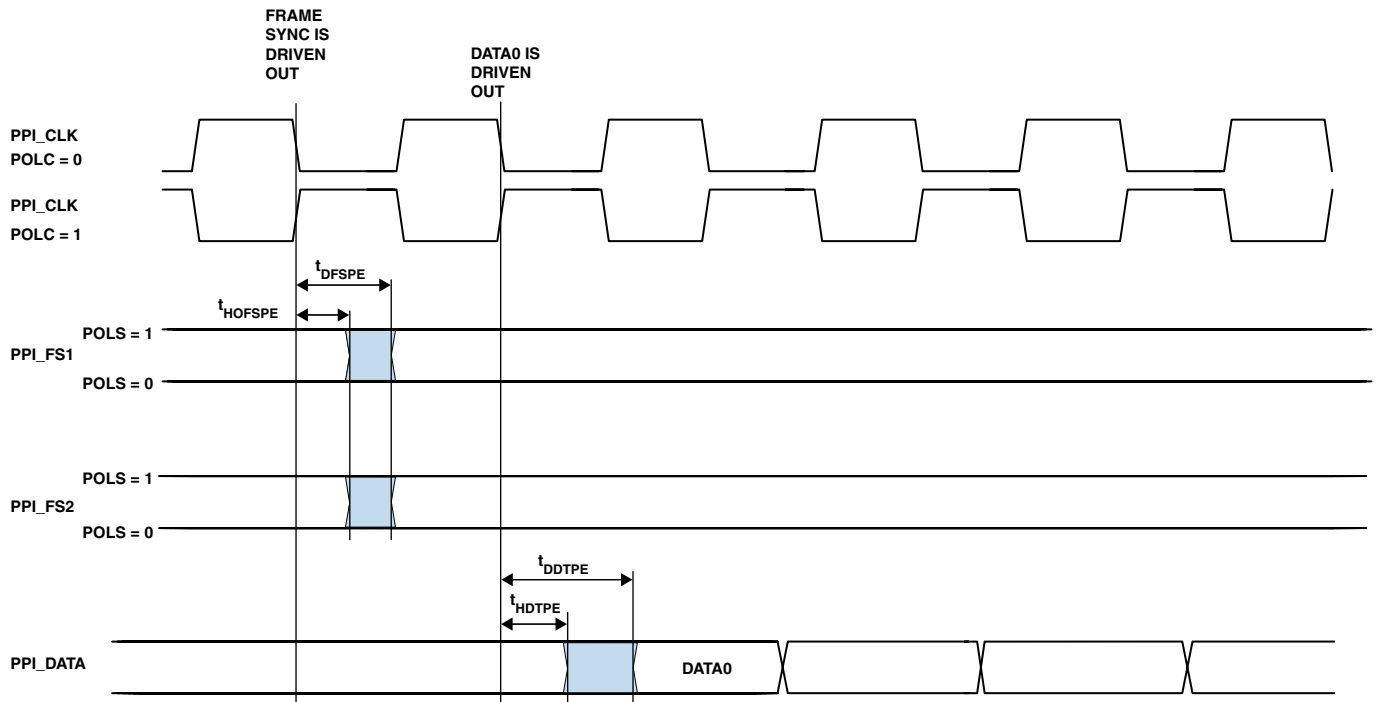 FRAME
SYNC IS
DRIVEN
OUT
DATA0 IS
DRIVEN
OUT
PPI_CLK
POLC = 0
PPI_CLK
POLC = 1
tDFSPE
tHOFSPE
POLS = 1
PPI_FS1
POLS = 0
POLS = 1
PPI_FS2
POLS = 0
tDDTPE
tHDTPE
PPI_DATA
DATA0